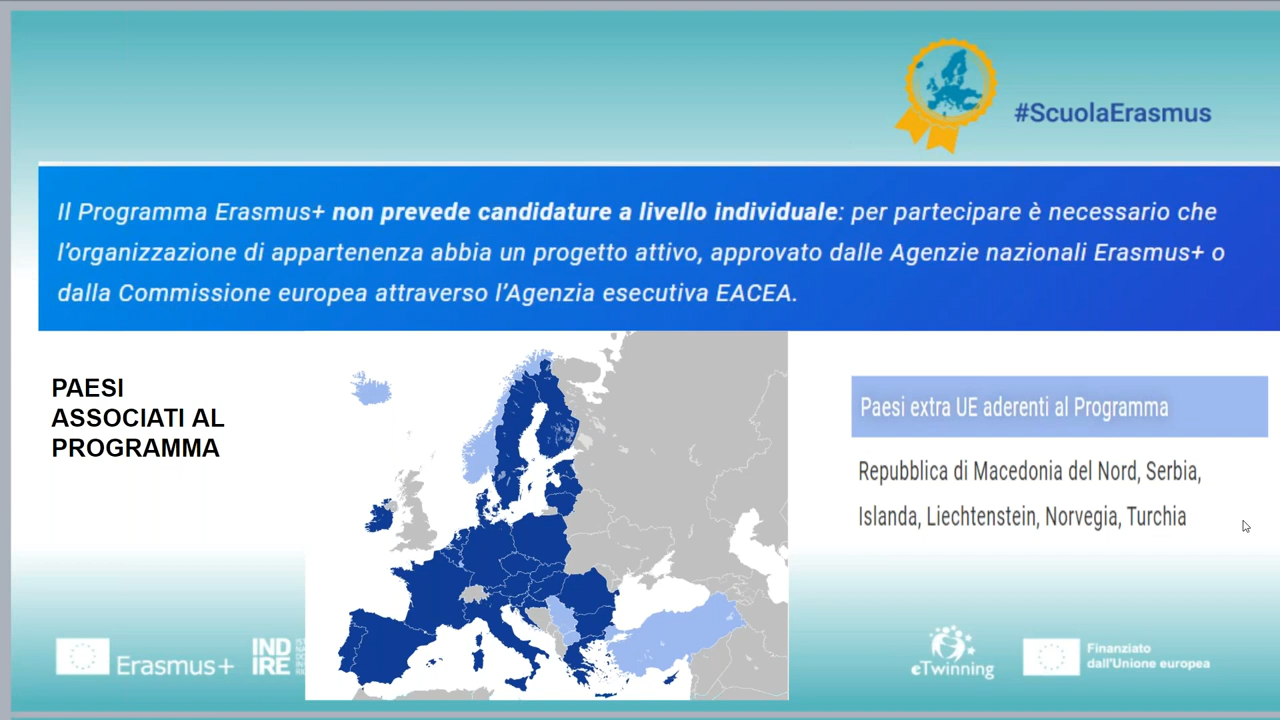 #ScuolaErasmus
Il Programma Erasmus+ non prevede candidature a livello individuale: per partecipare è necessario che
l'organizzazione di appartenenza abbia un progetto attivo, approvato dalle Agenzie nazionali Erasmus+ o
dalla Commissione europea attraverso l'Agenzia esecutiva EACEA.
PAESI
ASSOCIATI AL
PROGRAMMA
Paesi extra UE aderenti al Programma
Repubblica di Macedonia del Nord, Serbia,
Islanda, Liechtenstein, Norvegia, Turchia
Erasmus+
IND
IRE
eTwinning
Finanziato
dall'Unione europea